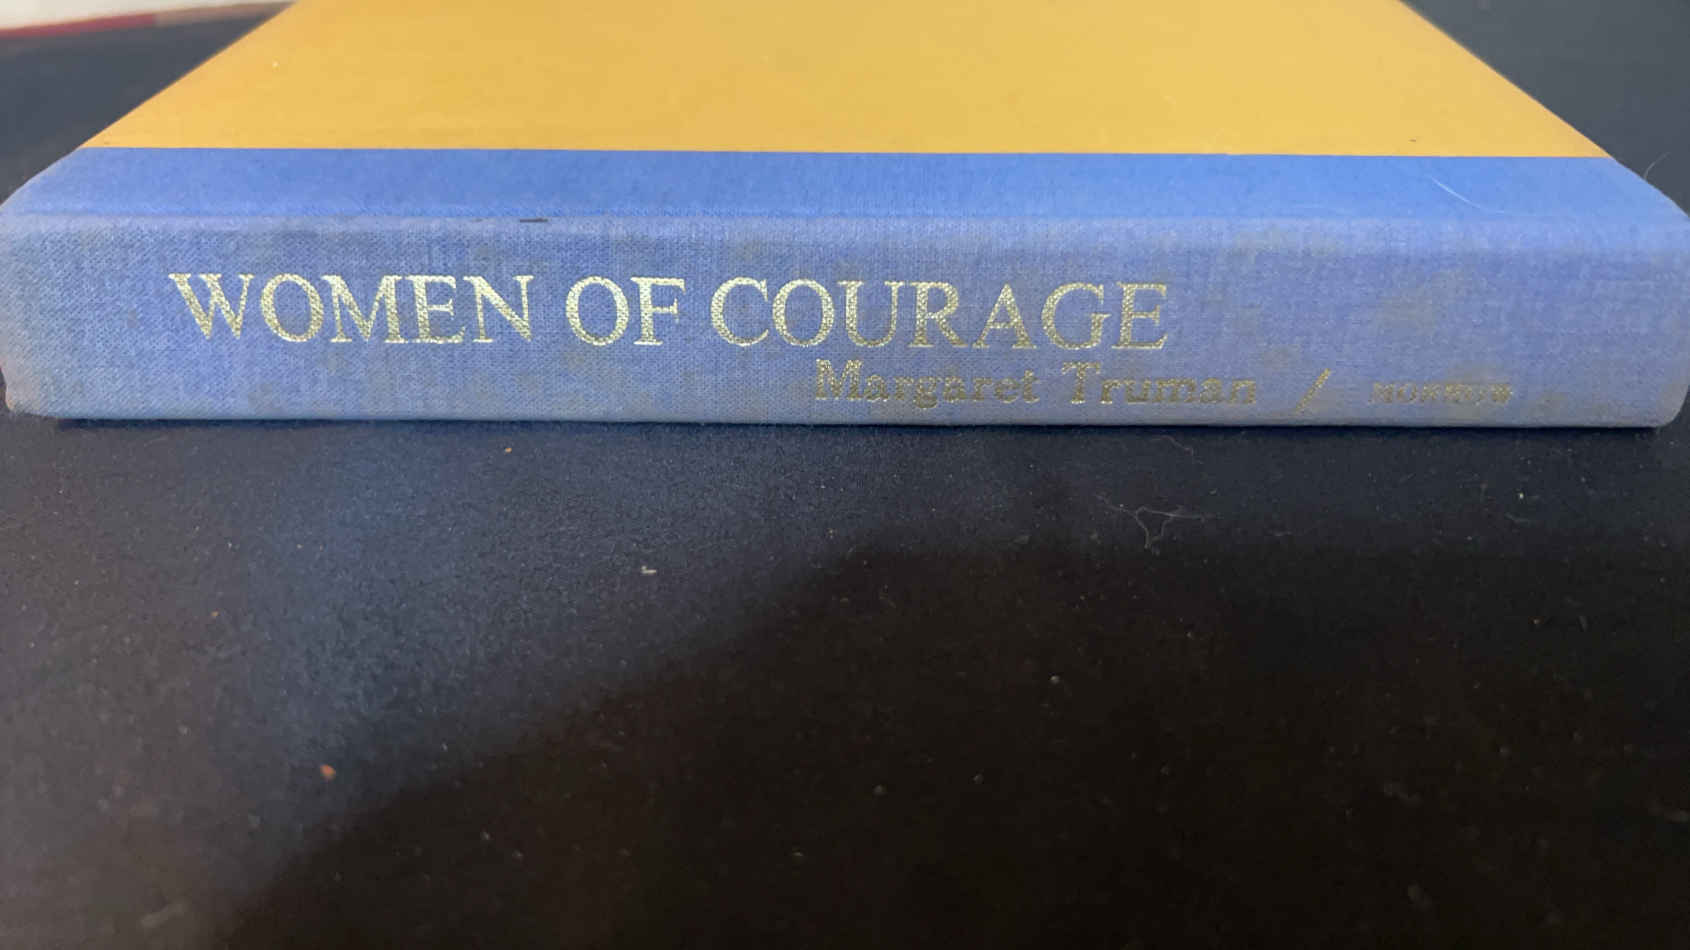 WOMEN OF COURAGE
Margaret Truman / MORROW